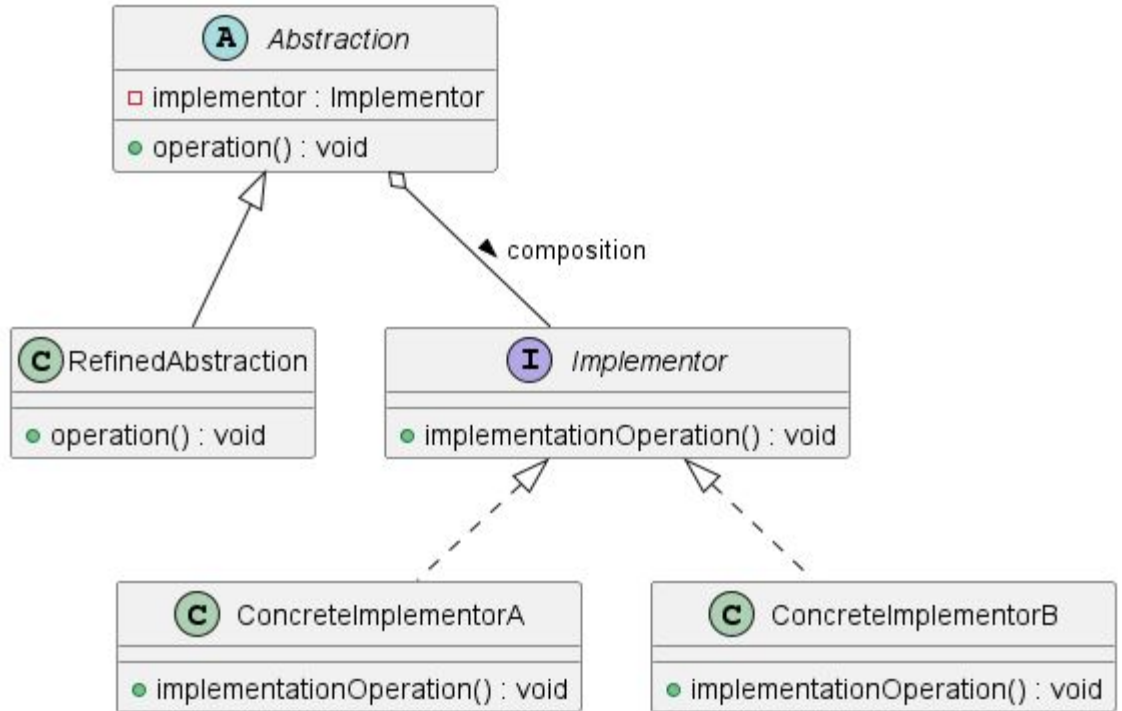 A Abstraction
implementor : Implementor
operation() : void
composition
C RefinedAbstraction
operation() : void
I Implementor
implementationOperation() : void
C ConcreteImplementorA
implementationOperation() : void
C ConcreteImplementorB
implementationOperation() : void